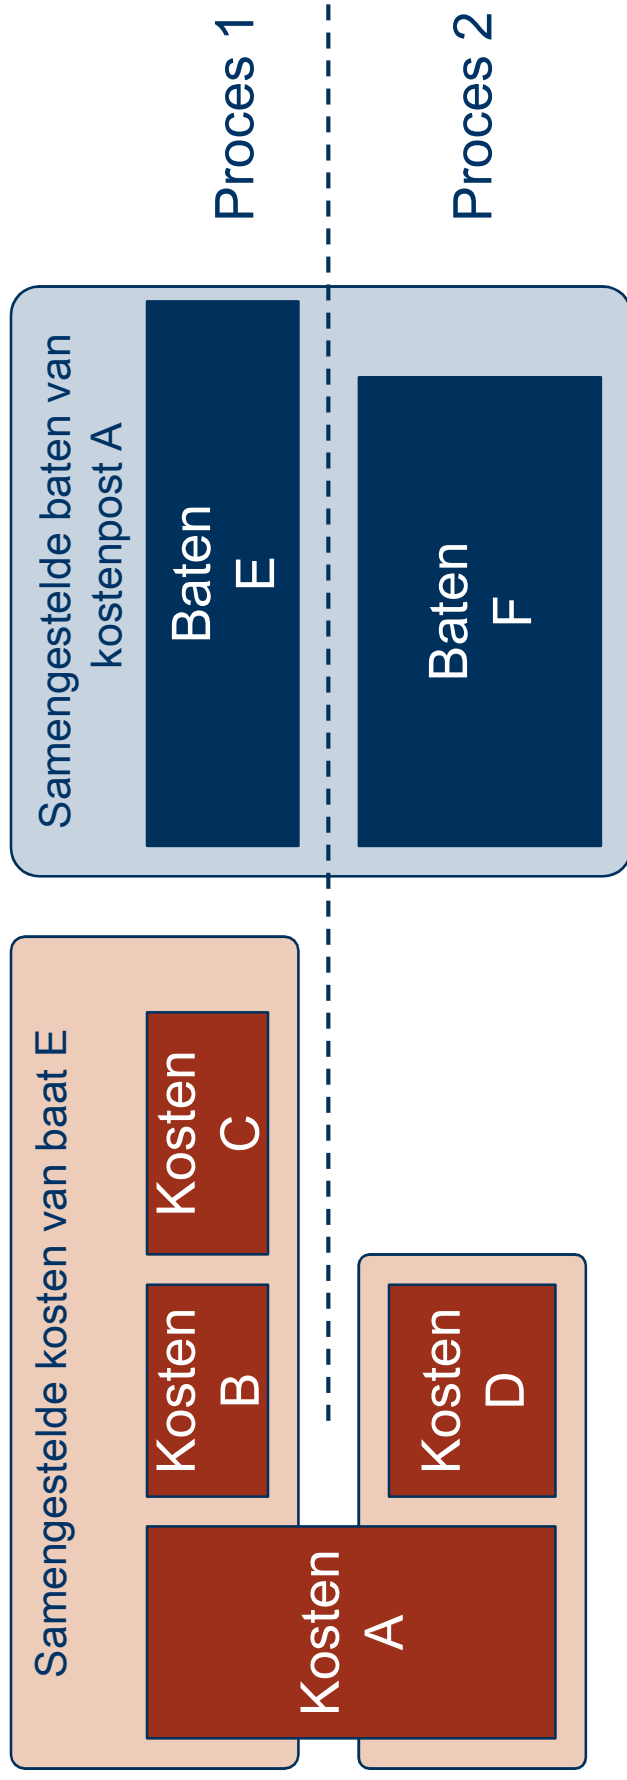 Samengestelde kosten van baat E
Kosten
A
Kosten
B
Kosten
C
Kosten
D
Samengestelde baten van
kostenpost A
Baten
E
Baten
F
Proces 1
Proces 2